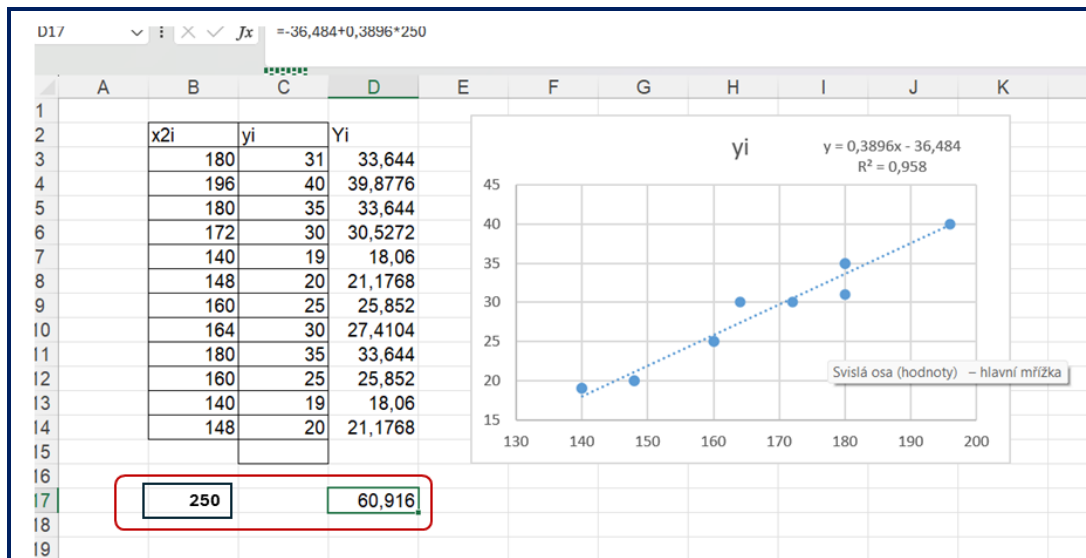 D17 fx =-36,484+0,3896*250
A B C D E F G H I J K
1
2 x2i yi Yi
3 180 31 33,644
4 196 40 39,8776
5 180 35 33,644
6 172 30 30,5272
7 140 19 18,06
8 148 20 21,1768
9 160 25 25,852
10 164 30 27,4104
11 180 35 33,644
12 160 25 25,852
13 140 19 18,06
14 148 20 21,1768
15
16
17 250 60,916
18
19
yi
y = 0,3896x - 36,484
R² = 0,958
45
40
35
30
25
20
15
130 140 150 160 170 180 190 200
Svislá osa (hodnoty) – hlavní mřížka